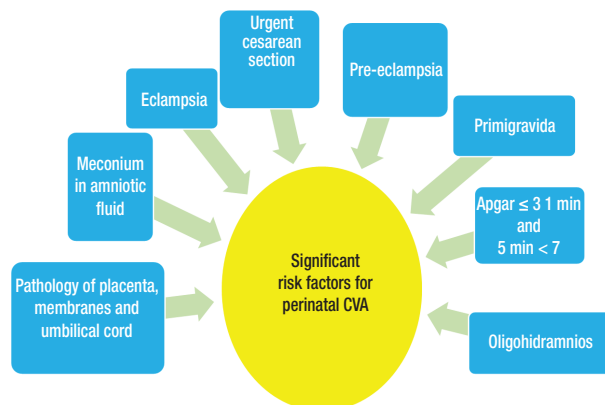 Urgent
cesarean
section
Pre-eclampsia
Eclampsia
Primigravida
Meconium
in amniotic
fluid
Apgar ≤ 3 1 min
and
5 min < 7
Significant
risk factors for
perinatal CVA
Pathology of placenta,
membranes and
umbilical cord
Oligohidramnios